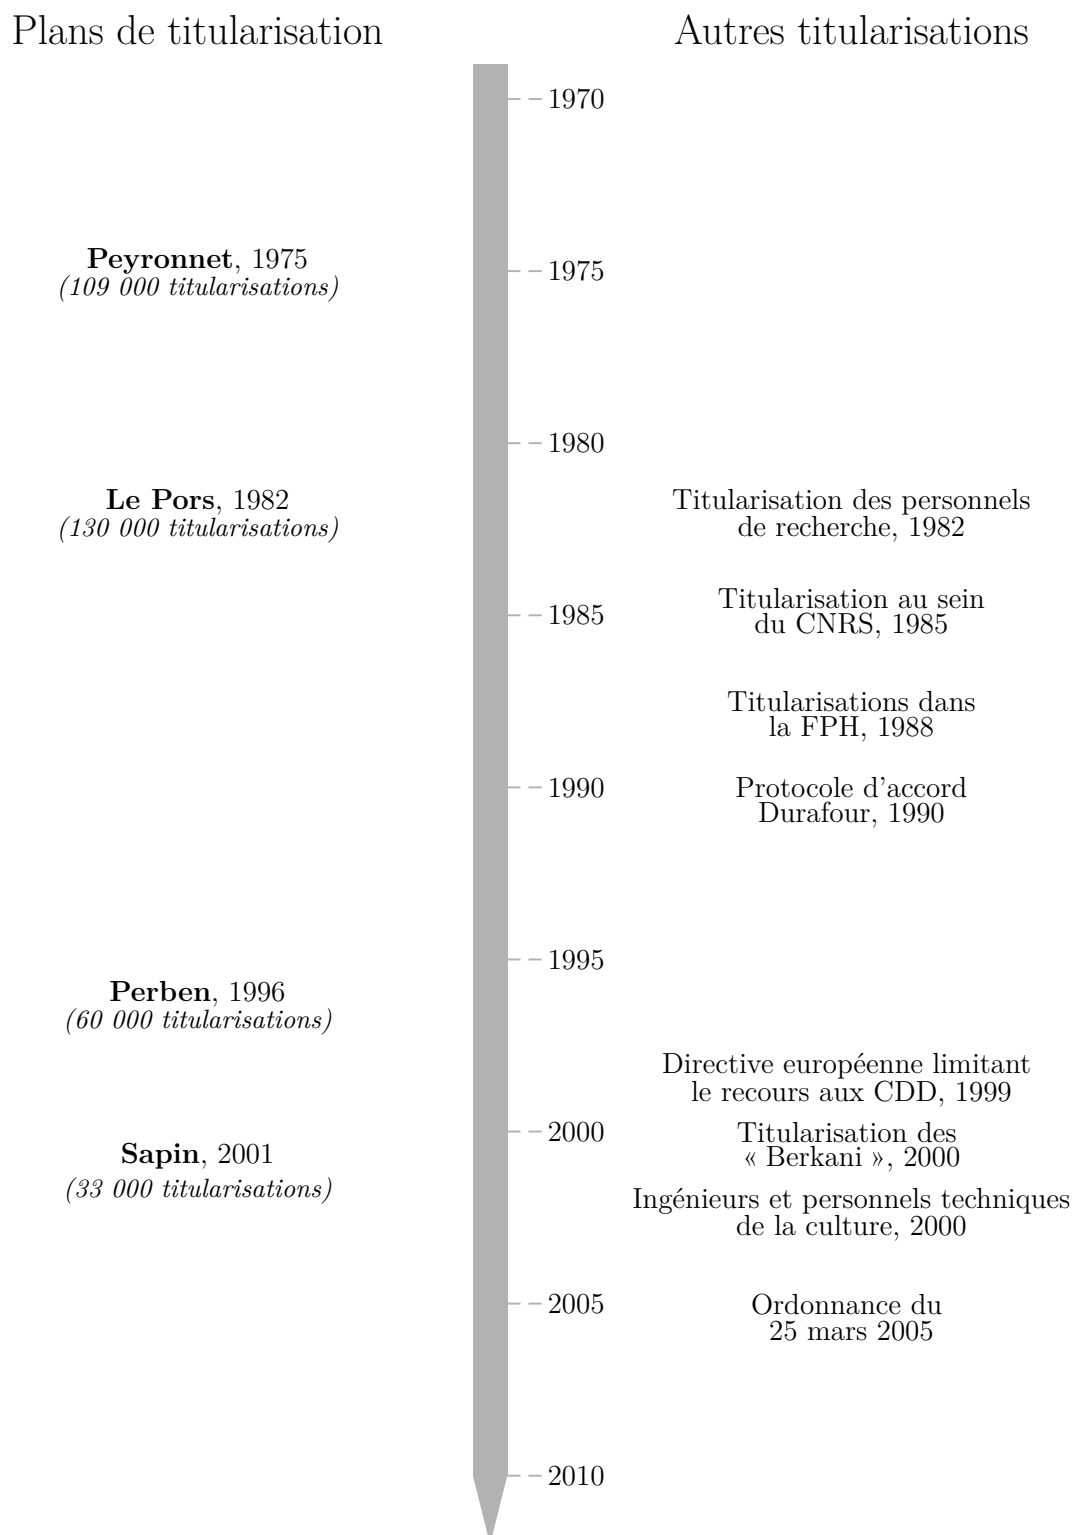 Plans de titularisation
Autres titularisations
1970
Peyronnet, 1975
(109 000 titularisations)
1975
1980
Le Pors, 1982
(130 000 titularisations)
Titularisation des personnels
de recherche, 1982
Titularisation au sein
du CNRS, 1985
1985
Titularisations dans
la FPH, 1988
1990
Protocole d'accord
Durafour, 1990
1995
Perben, 1996
(60 000 titularisations)
Directive européenne limitant
le recours aux CDD, 1999
2000
Titularisation des
« Berkani », 2000
Sapin, 2001
(33 000 titularisations)
Ingénieurs et personnels techniques
de la culture, 2000
2005
Ordonnance du
25 mars 2005
2010